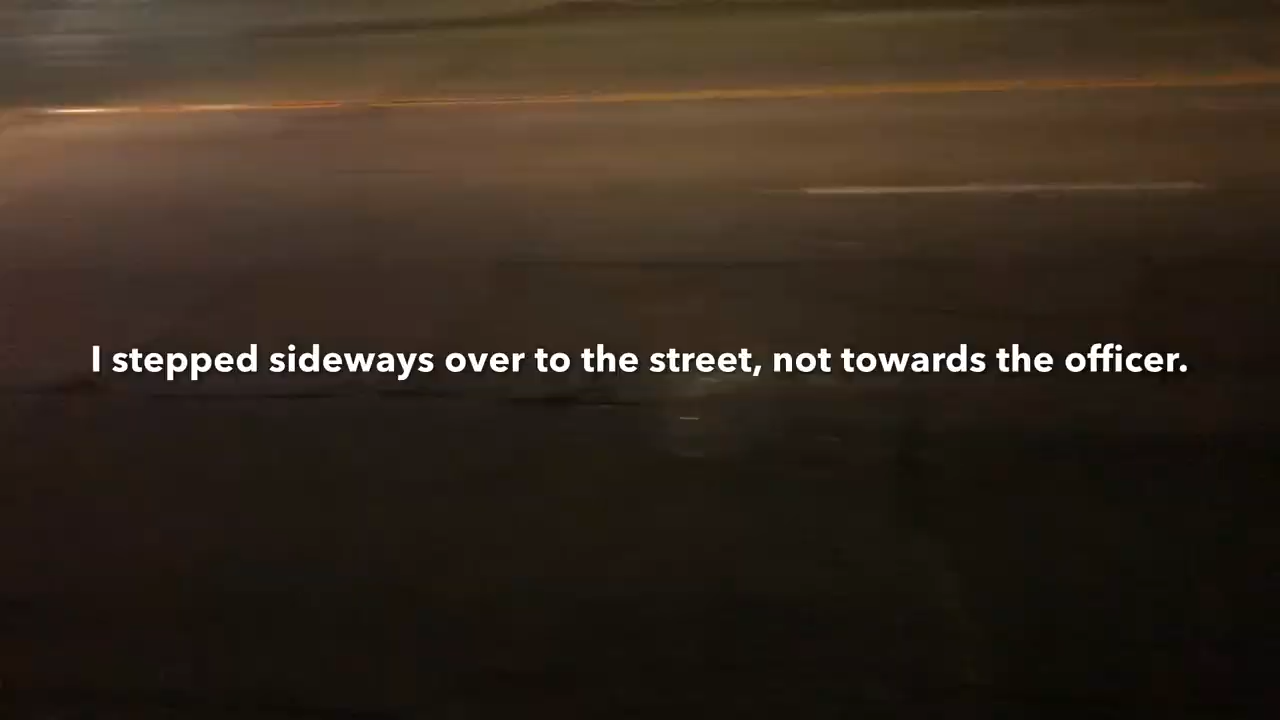 I stepped sideways over to the street, not towards the officer.